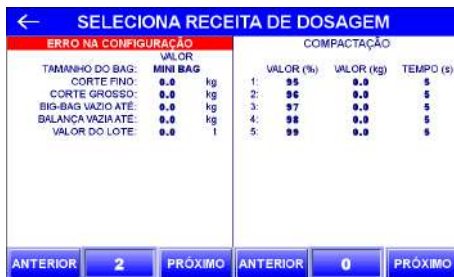 ← SELECIONA RECEITA DE DOSAGEM
ERRO NA CONFIGURAÇÃO
VALOR
TAMANHO DO BAG: MINI BAG
CORTE FINO: 0.0 kg
CORTE GROSSO: 0.0 kg
BIG-BAG VAZIO ATÉ: 0.0 kg
BALANÇA VAZIA ATÉ: 0.0 kg
VALOR DO LOTE: 0.0 t
COMPACTAÇÃO
VALOR (%) VALOR (kg) TEMPO (s)
1: 95 0.0 5
2: 96 0.0 5
3: 97 0.0 5
4: 98 0.0 5
5: 99 0.0 5
ANTERIOR 2 PRÓXIMO ANTERIOR 0 PRÓXIMO